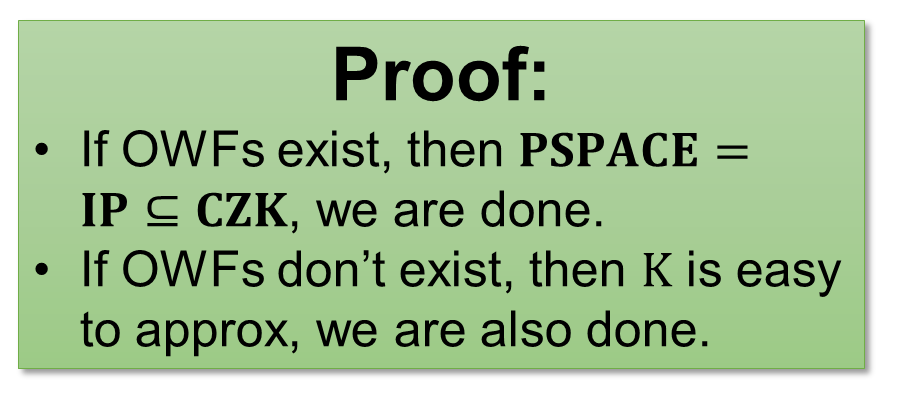 Proof:
• If OWFs exist, then PSPACE =
IP ⊆ CZK, we are done.
• If OWFs don’t exist, then K is easy
to approx, we are also done.